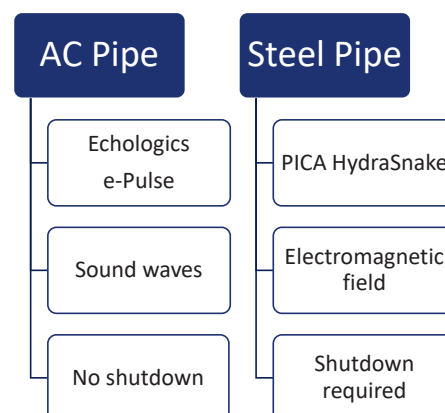 AC Pipe
Echologics
e-Pulse
Sound waves
No shutdown
Steel Pipe
PICA HydraSnake
Electromagnetic
field
Shutdown
required